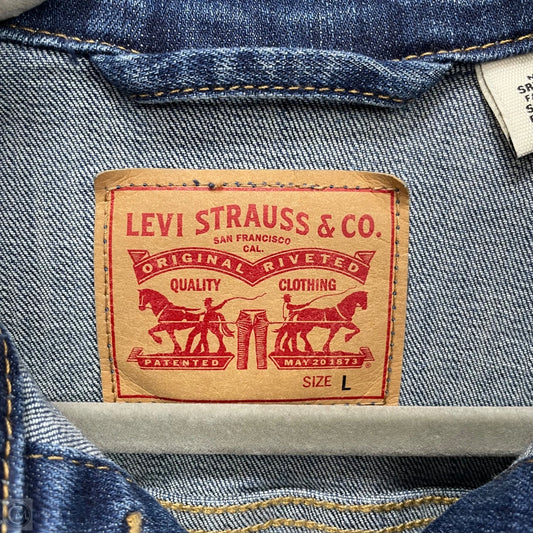 LEVI STRAUSS & CO.
SAN FRANCISCO
CAL.
ORIGINAL RIVETED
QUALITY CLOTHING
PATENTED MAY 20 1873
®
SIZE L